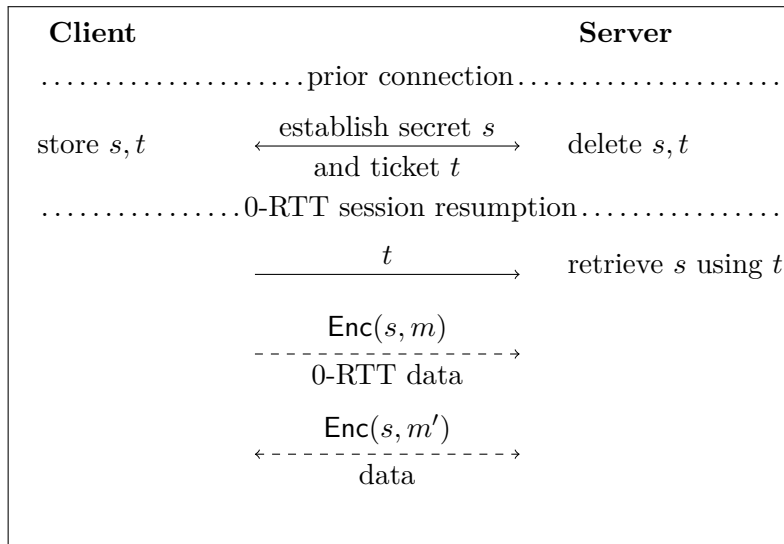 Client Server
......................prior connection......................
store s, t establish secret s delete s, t
and ticket t
.................0-RTT session resumption.................
t retrieve s using t
Enc(s, m)
0-RTT data
Enc(s, m′)
data